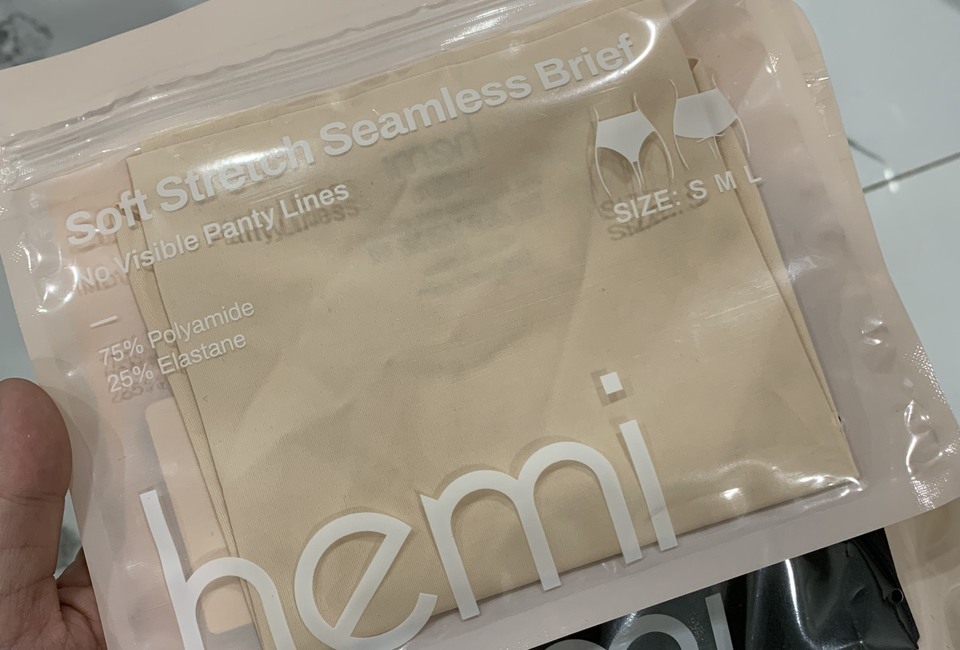 Soft Stretch Seamless Brief
No Visible Panty Lines
SIZE: S M L
75% Polyamide
25% Elastane
hemi